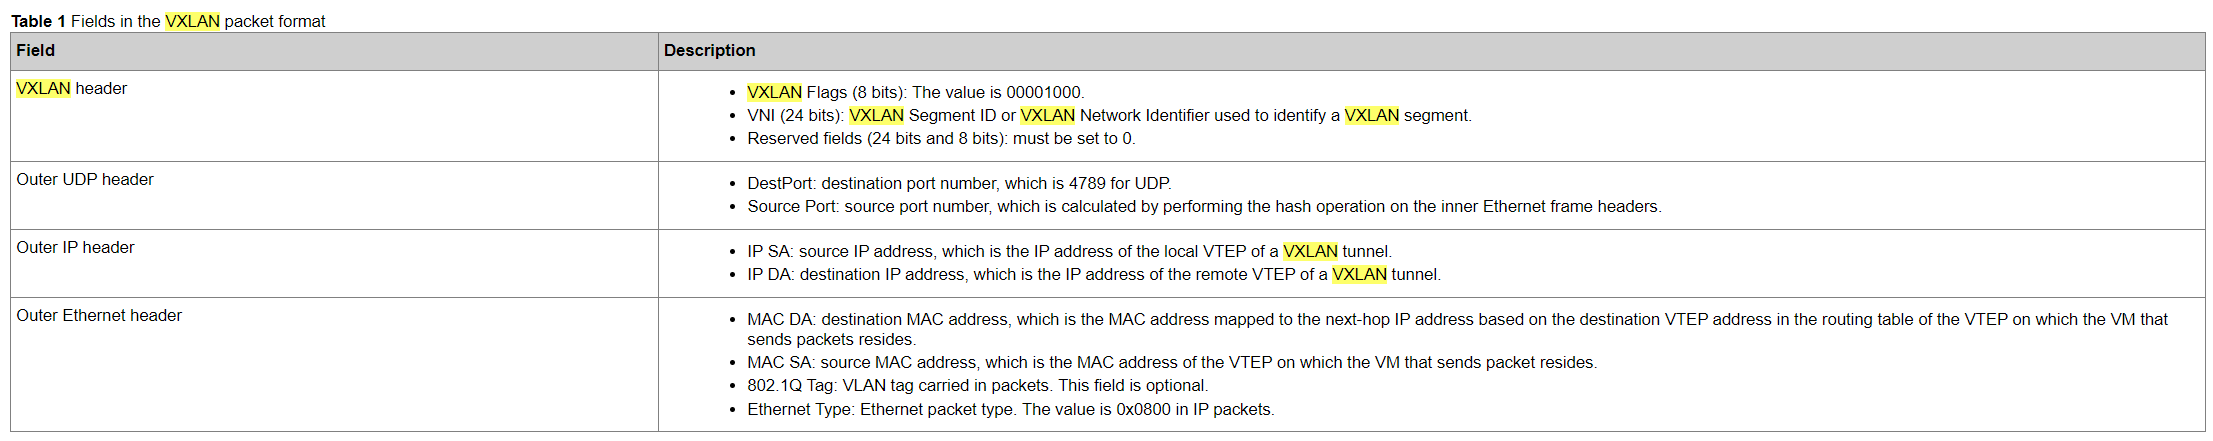 Table 1 Fields in the VXLAN packet format
Field
Description
VXLAN header
• VXLAN Flags (8 bits): The value is 00001000.
• VNI (24 bits): VXLAN Segment ID or VXLAN Network Identifier used to identify a VXLAN segment.
• Reserved fields (24 bits and 8 bits): must be set to 0.
Outer UDP header
• DestPort: destination port number, which is 4789 for UDP.
• Source Port: source port number, which is calculated by performing the hash operation on the inner Ethernet frame headers.
Outer IP header
• IP SA: source IP address, which is the IP address of the local VTEP of a VXLAN tunnel.
• IP DA: destination IP address, which is the IP address of the remote VTEP of a VXLAN tunnel.
Outer Ethernet header
• MAC DA: destination MAC address, which is the MAC address mapped to the next-hop IP address based on the destination VTEP address in the routing table of the VTEP on which the VM that
sends packets resides.
• MAC SA: source MAC address, which is the MAC address of the VTEP on which the VM that sends packet resides.
• 802.1Q Tag: VLAN tag carried in packets. This field is optional.
• Ethernet Type: Ethernet packet type. The value is 0x0800 in IP packets.